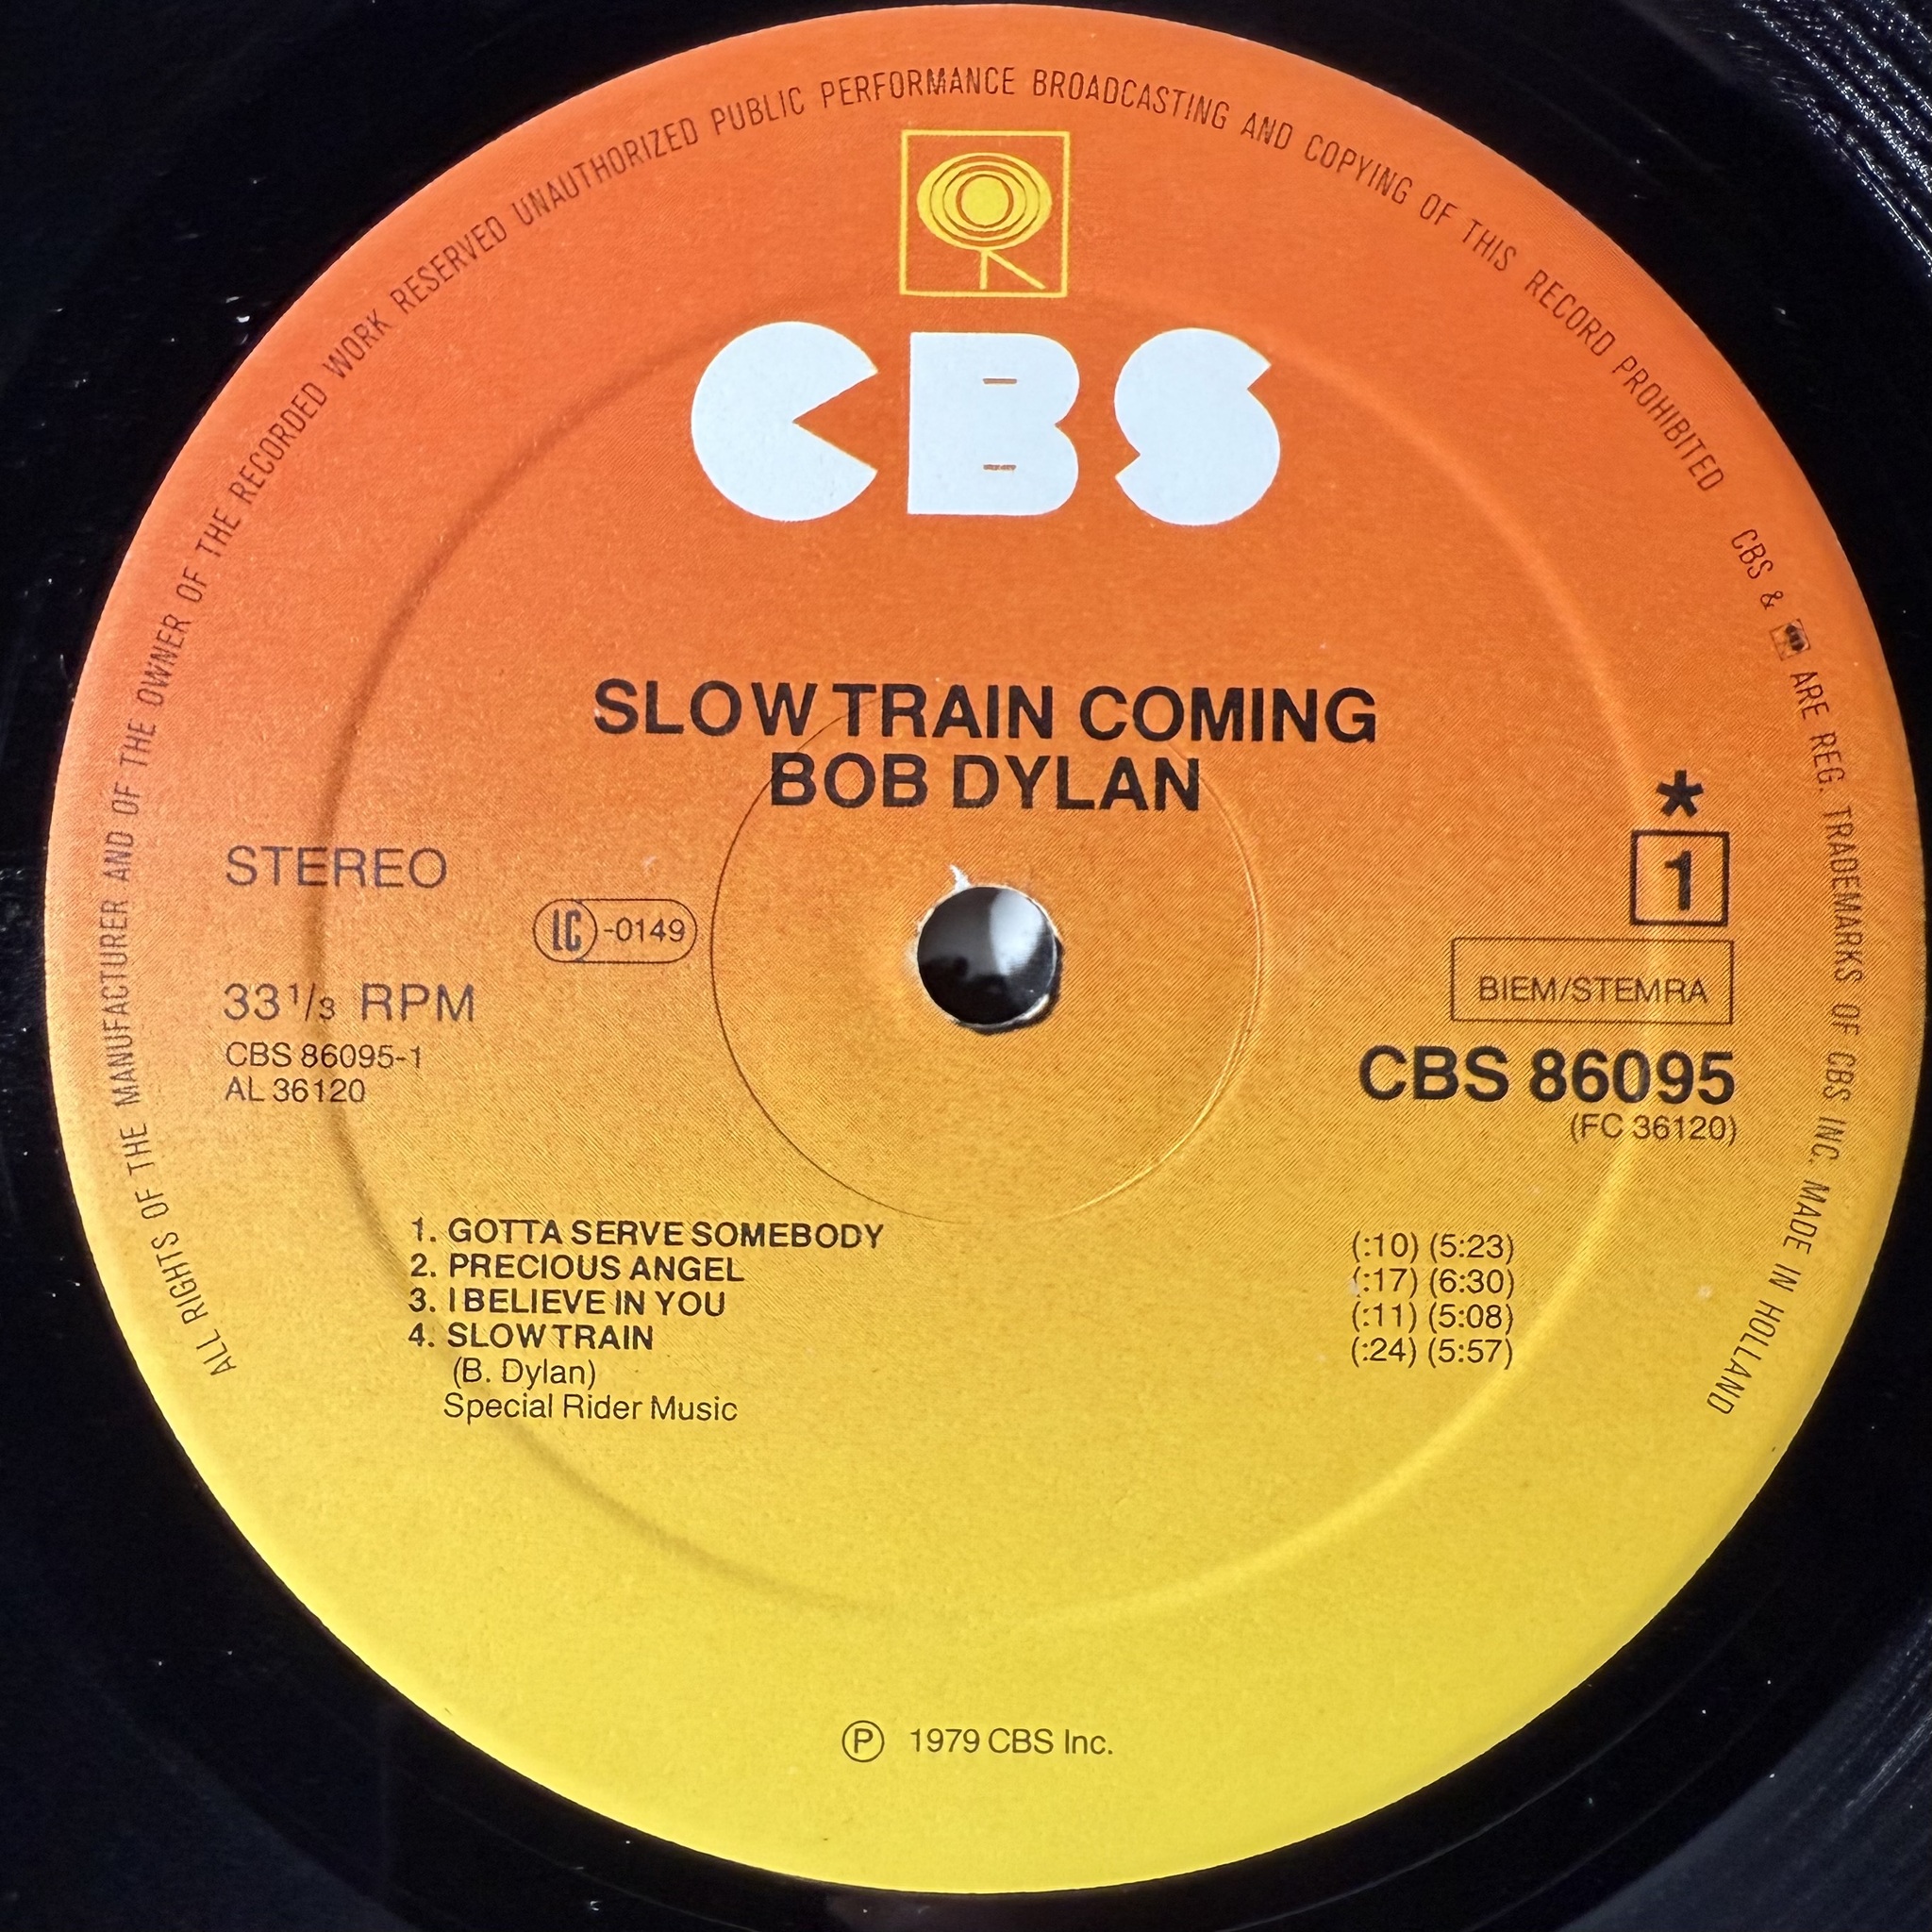 ALL RIGHTS OF THE MANUFACTURER AND OF THE OWNER OF THE RECORDED WORK RESERVED UNAUTHORIZED PUBLIC PERFORMANCE BROADCASTING AND COPYING OF THIS RECORD PROHIBITED CBS & ARE REG. TRADEMARKS OF CBS INC. MADE IN HOLLAND
CBS
SLOW TRAIN COMING
BOB DYLAN
STEREO
LC -0149
33 1/3 RPM
CBS 86095-1
AL 36120
*
1
BIEM/STEMRA
CBS 86095
(FC 36120)
1. GOTTA SERVE SOMEBODY (:10) (5:23)
2. PRECIOUS ANGEL (:17) (6:30)
3. I BELIEVE IN YOU (:11) (5:08)
4. SLOW TRAIN (:24) (5:57)
(B. Dylan)
Special Rider Music
Ⓟ 1979 CBS Inc.